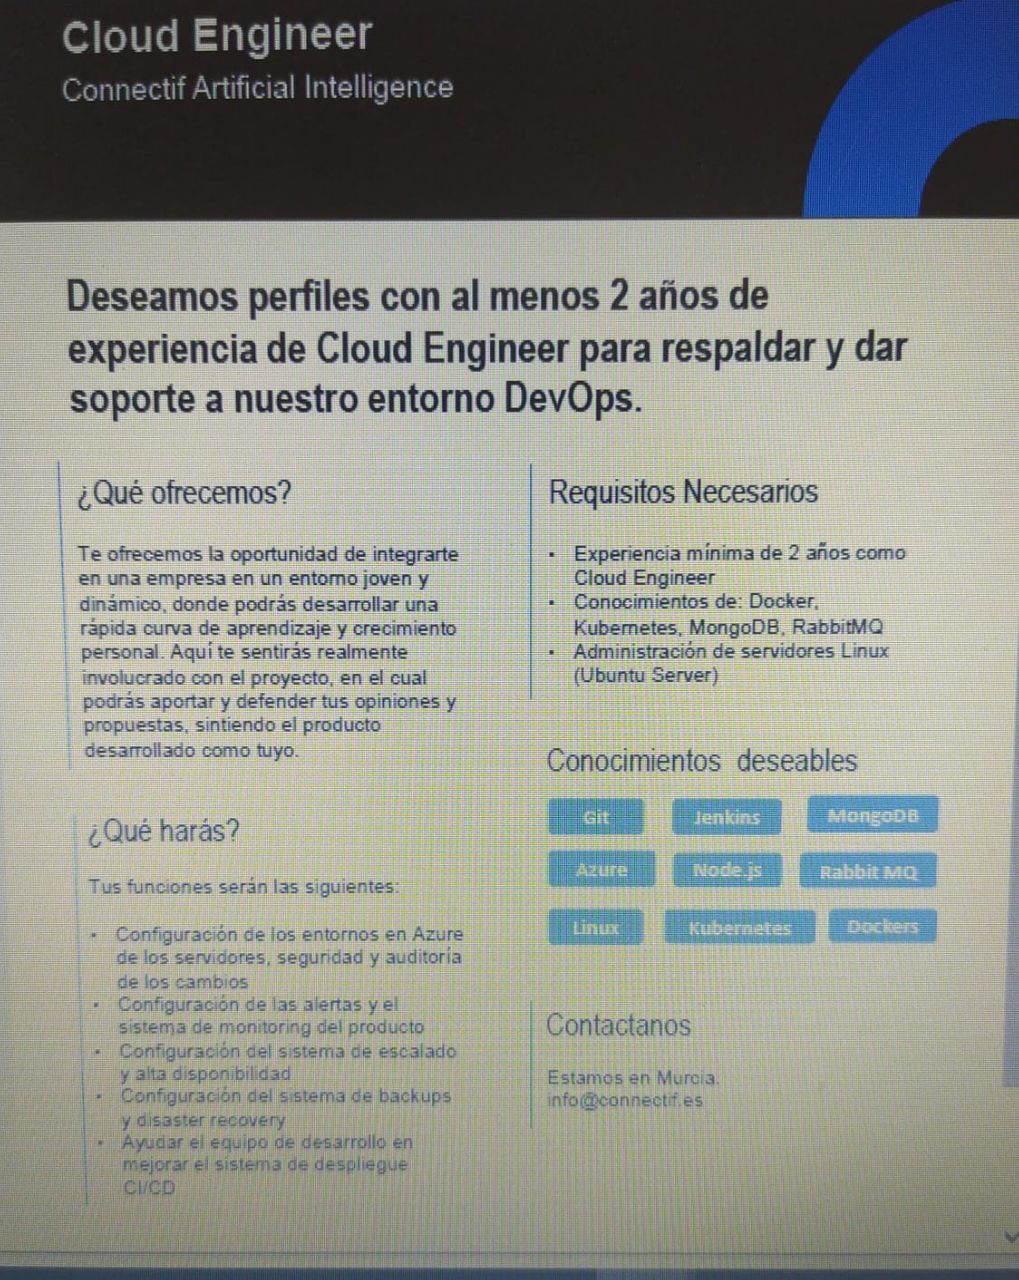 Cloud Engineer
Connectif Artificial Intelligence
Deseamos perfiles con al menos 2 años de
experiencia de Cloud Engineer para respaldar y dar
soporte a nuestro entorno DevOps.
¿Qué ofrecemos?
Te ofrecemos la oportunidad de integrarte
en una empresa en un entorno joven y
dinámico, donde podrás desarrollar una
rápida curva de aprendizaje y crecimiento
personal. Aquí te sentirás realmente
involucrado con el proyecto, en el cual
podrás aportar y defender tus opiniones y
propuestas, sintiendo el producto
desarrollado como tuyo.
¿Qué harás?
Tus funciones serán las siguientes:
• Configuración de los entornos en Azure
de los servidores, seguridad y auditoría
de los cambios
• Configuración de las alertas y el
sistema de monitoring del producto
• Configuración del sistema de escalado
y alta disponibilidad
• Configuración del sistema de backups
y disaster recovery
• Ayudar el equipo de desarrollo en
mejorar el sistema de despliegue
CI/CD
Requisitos Necesarios
• Experiencia mínima de 2 años como
Cloud Engineer
• Conocimientos de: Docker,
Kubernetes, MongoDB, RabbitMQ
• Administración de servidores Linux
(Ubuntu Server)
Conocimientos deseables
Git Jenkins MongoDB
Azure Node.js Rabbit MQ
Linux Kubernetes Dockers
Contactanos
Estamos en Murcia.
info@connectif.es